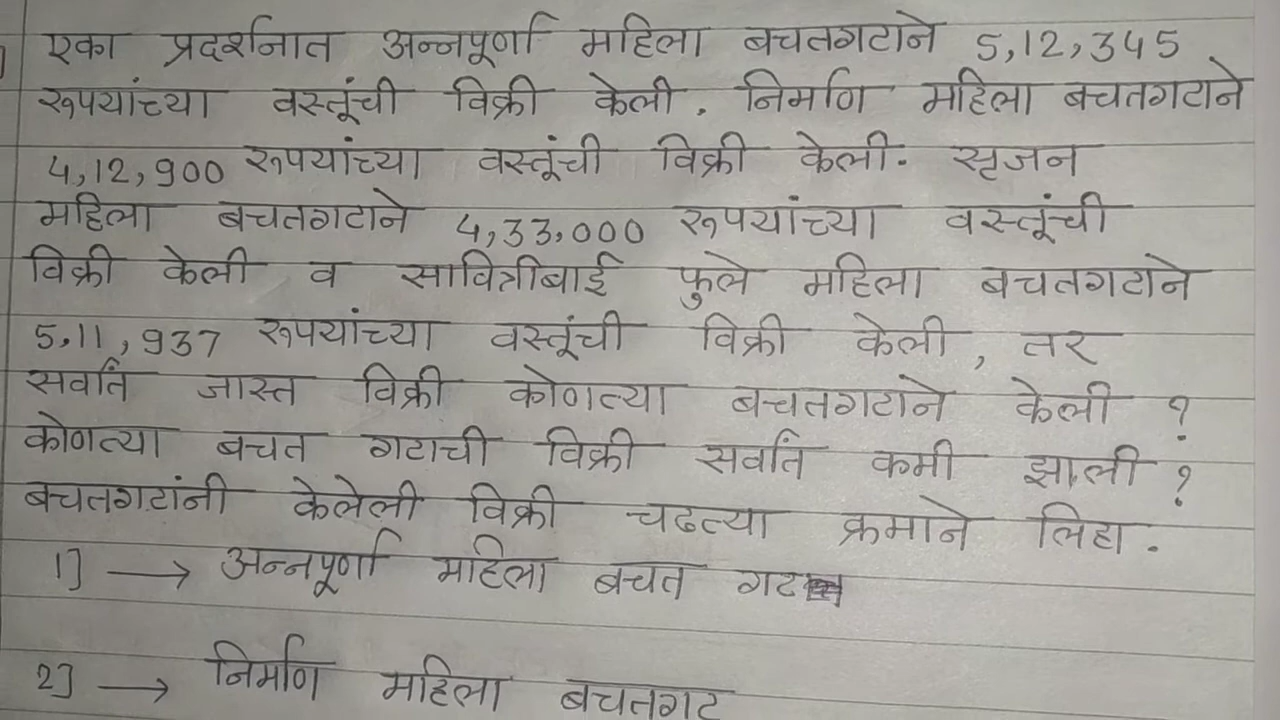 एका प्रदर्शनात अन्नपूर्णा महिला बचतगटाने 5,12,345
रूपयांच्या वस्तूंची विक्री केली. निर्माण महिला बचतगटाने
4,12,900 रूपयांच्या वस्तूंची विक्री केली. सृजन
महिला बचतगटाने 4,33,000 रूपयांच्या वस्तूंची
विक्री केली व सावित्रीबाई फुले महिला बचतगटाने
5,11,937 रूपयांच्या वस्तूंची विक्री केली, तर
सर्वात जास्त विक्री कोणत्या बचतगटाने केली ?
कोणत्या बचत गटाची विक्री सर्वात कमी झाली ?
बचतगटांनी केलेली विक्री चढत्या क्रमाने लिहा.
1] → अन्नपूर्णा महिला बचत गट
2] → निर्माण महिला बचतगट